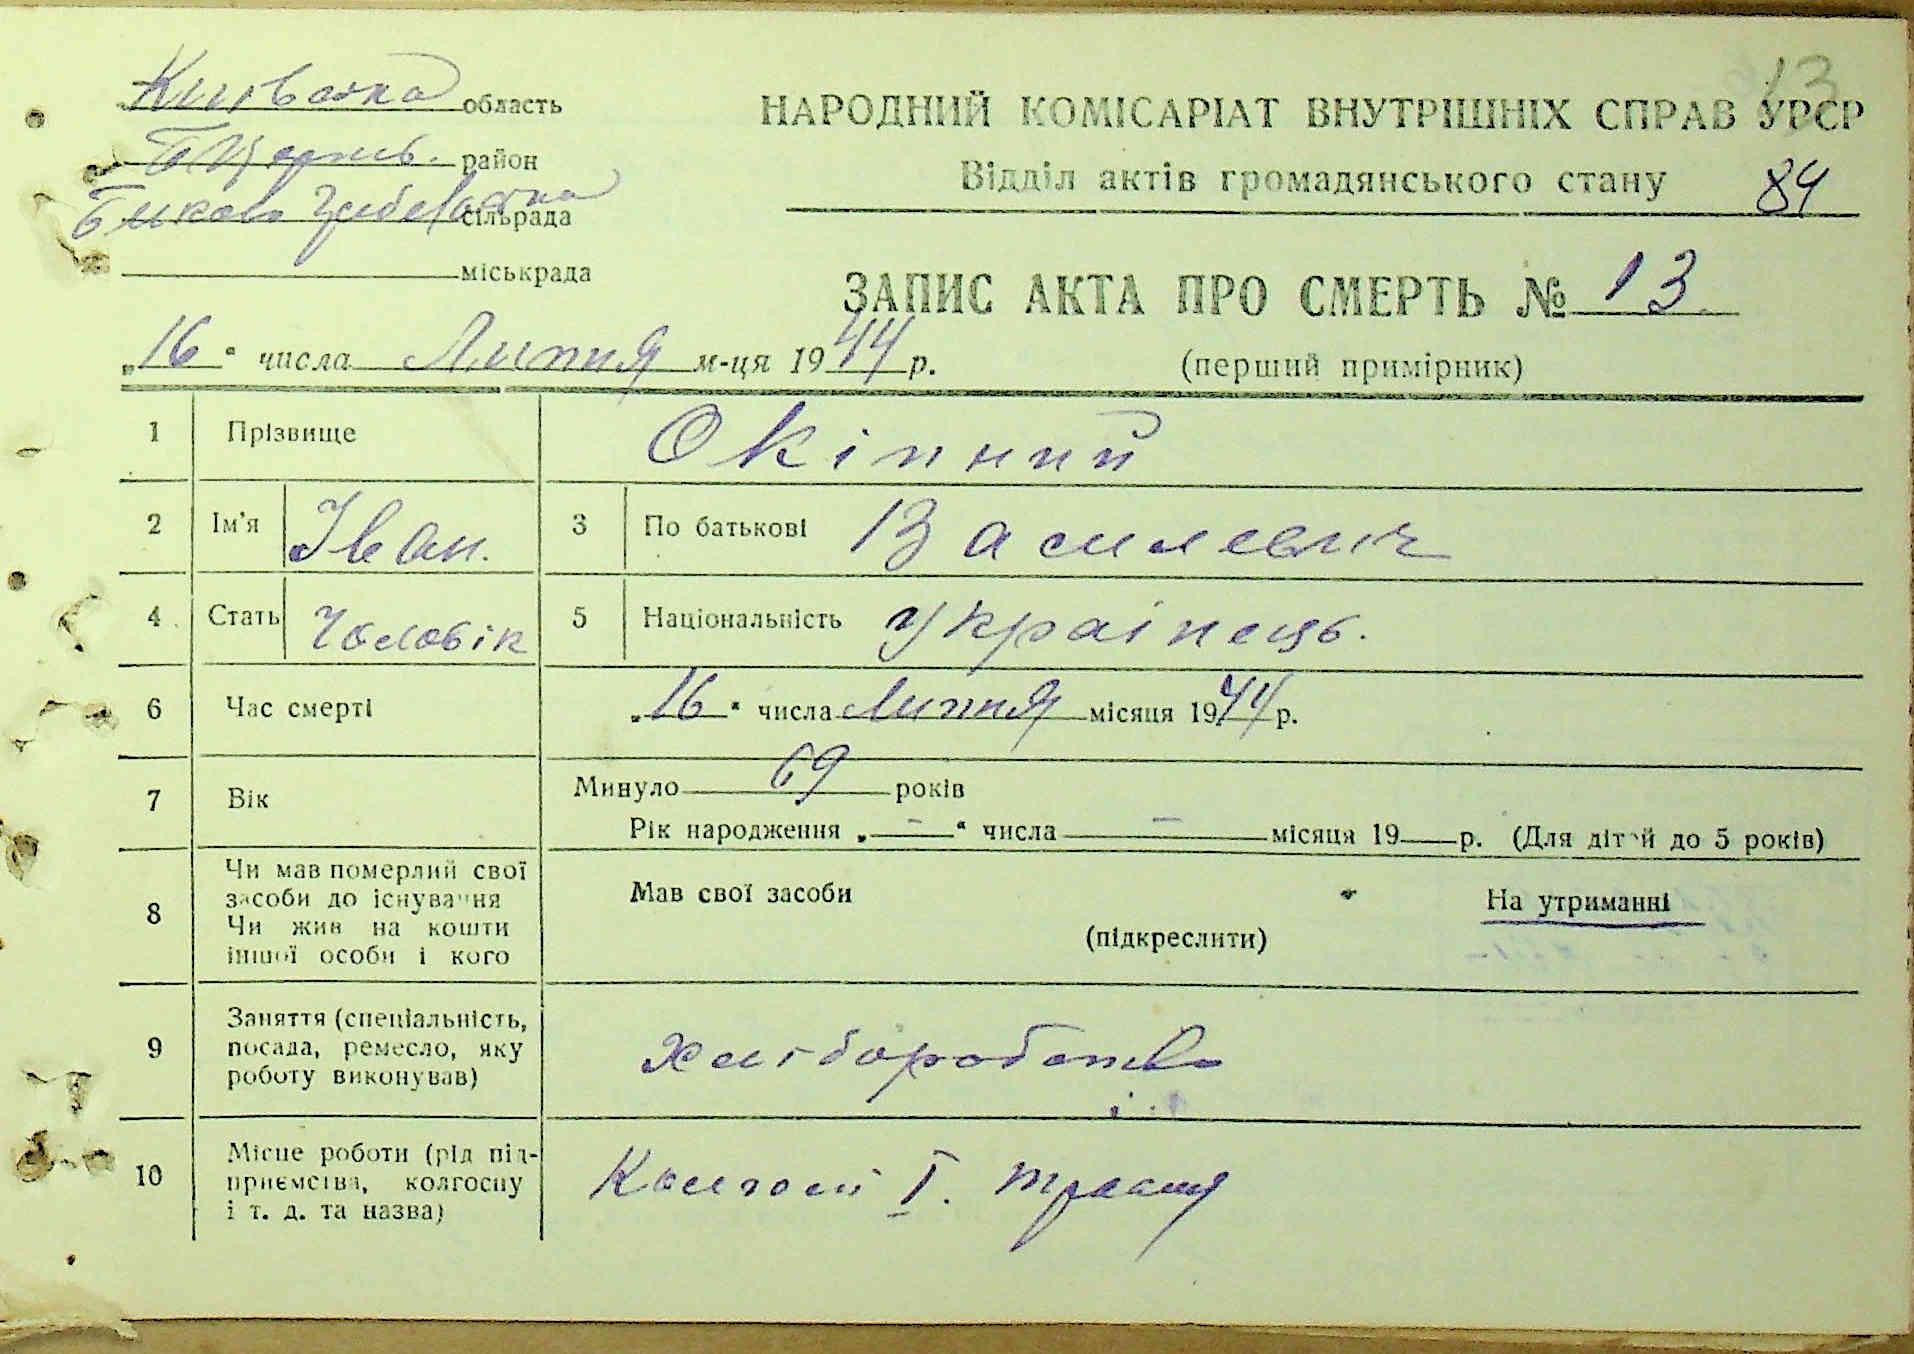 13
Київська область
НАРОДНИЙ КОМІСАРІАТ ВНУТРІШНІХ СПРАВ УРСР
Б Церків. район
Відділ актів громадянського стану 84
Бикова Гребельська сільрада
міськрада
ЗАПИС АКТА ПРО СМЕРТЬ № 13.
„16“ числа Липня м-ця 1944 р.
(перший примірник)
1 Прізвище Окіпний
2 Ім'я Іван. 3 По батькові Василевич
4 Стать Чоловік 5 Національність Українець.
6 Час смерті „16“ числа Липня місяця 1944 р.
7 Вік Минуло 69 років
Рік народження „—“ числа — місяця 19 р. (Для дітей до 5 років)
8 Чи мав померлий свої засоби до існування
Чи жив на кошти іншої особи і кого
Мав свої засоби На утриманні
(підкреслити)
9 Заняття (спеціальність, посада, ремесло, яку роботу виконував) хліборобство
10 Місце роботи (рід підприємства, колгоспу і т. д. та назва) Колгосп І. травня